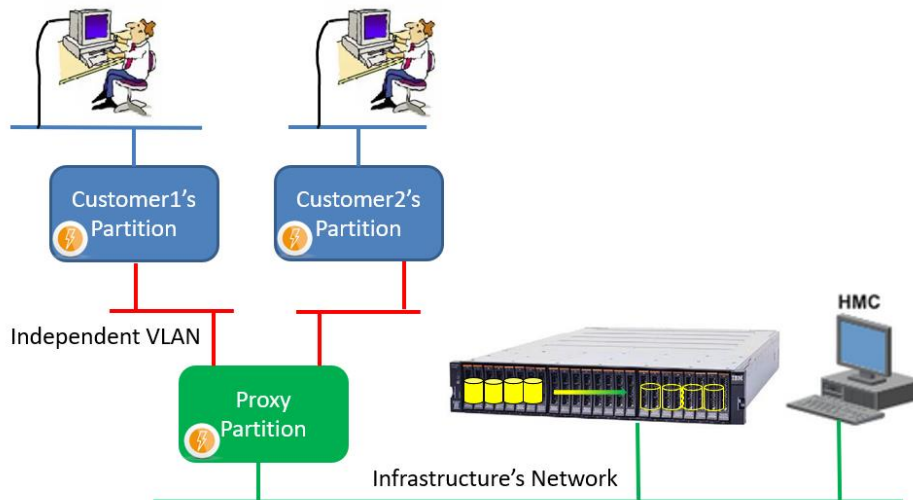 Customer1's
Partition
Customer2's
Partition
Independent VLAN
HMC
Proxy
Partition
Infrastructure's Network